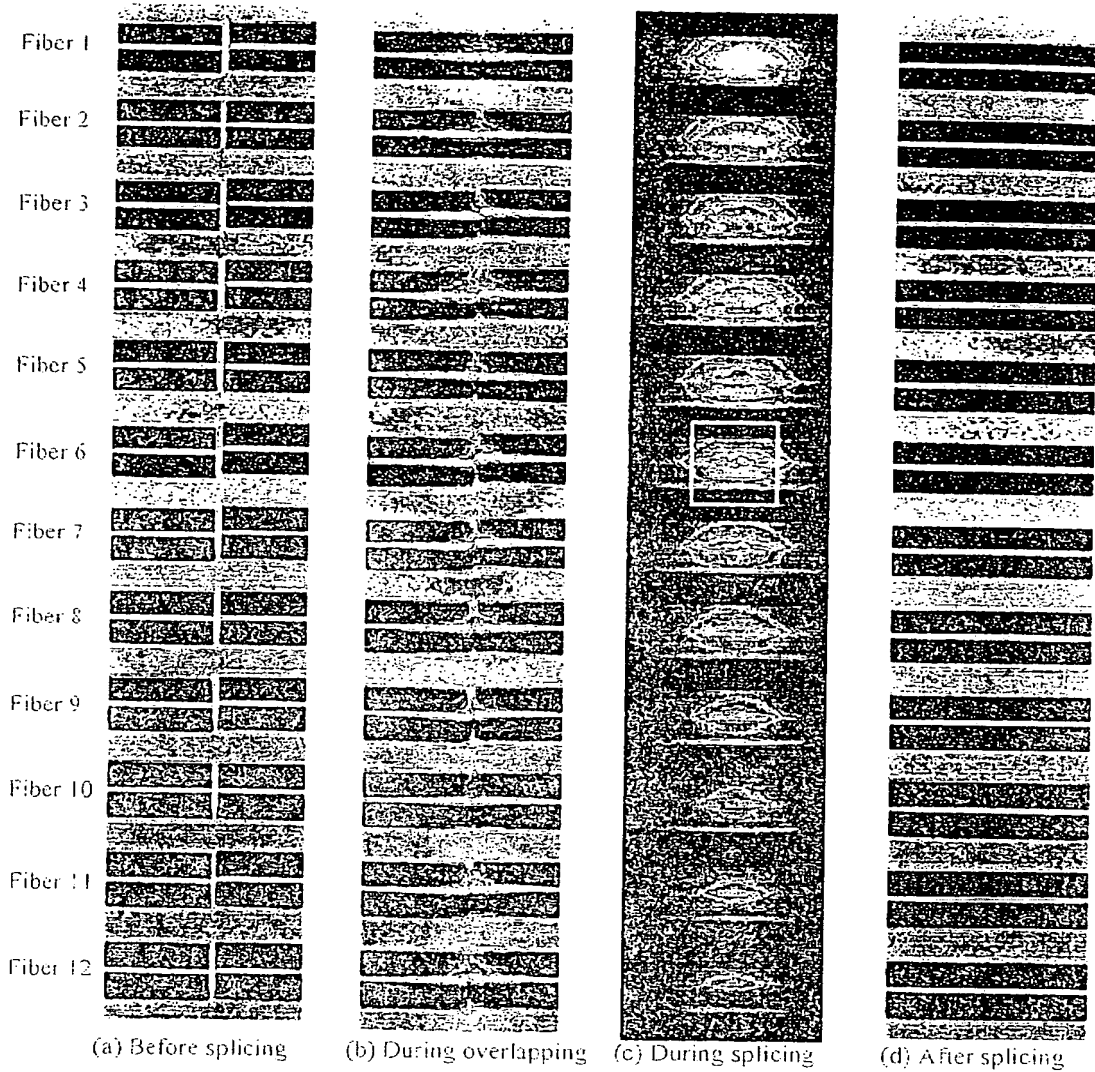 Fiber 1
Fiber 2
Fiber 3
Fiber 4
Fiber 5
Fiber 6
Fiber 7
Fiber 8
Fiber 9
Fiber 10
Fiber 11
Fiber 12
(a) Before splicing
(b) During overlapping
(c) During splicing
(d) After splicing